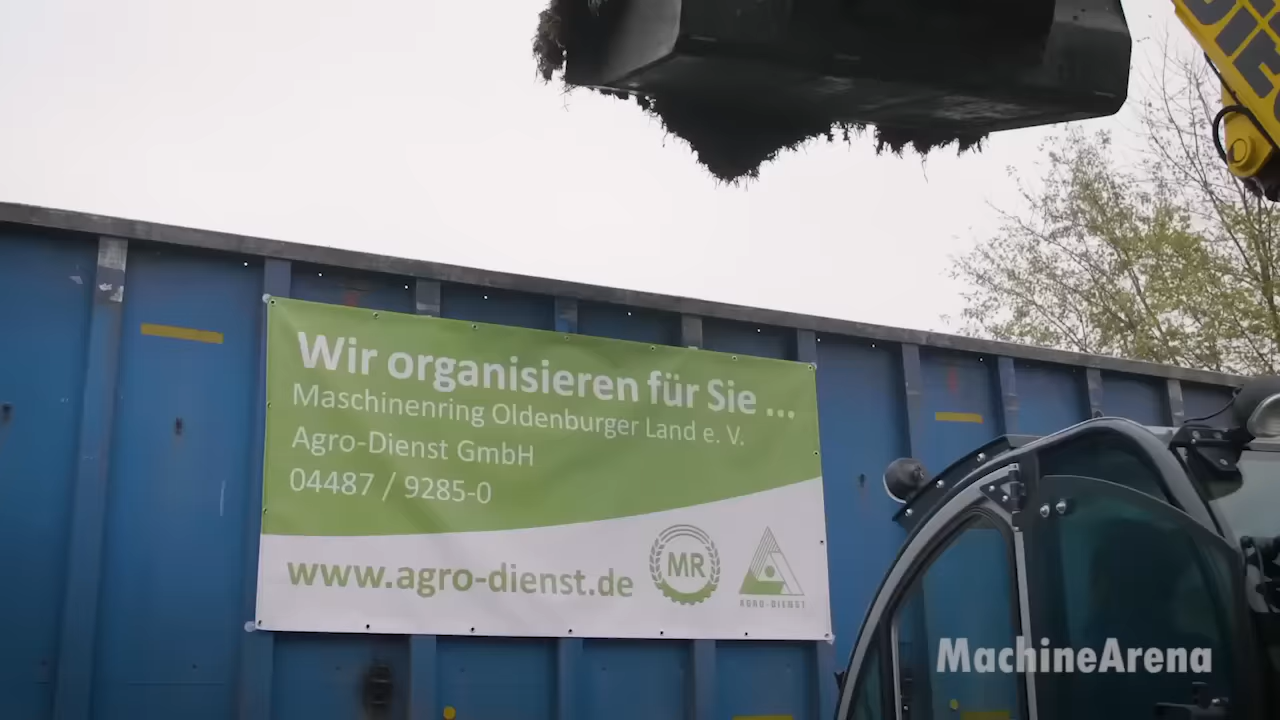 Wir organisieren für Sie ...
Maschinenring Oldenburger Land e. V.
Agro-Dienst GmbH
04487 / 9285-0
www.agro-dienst.de
MR
AGRO-DIENST
MachineArena